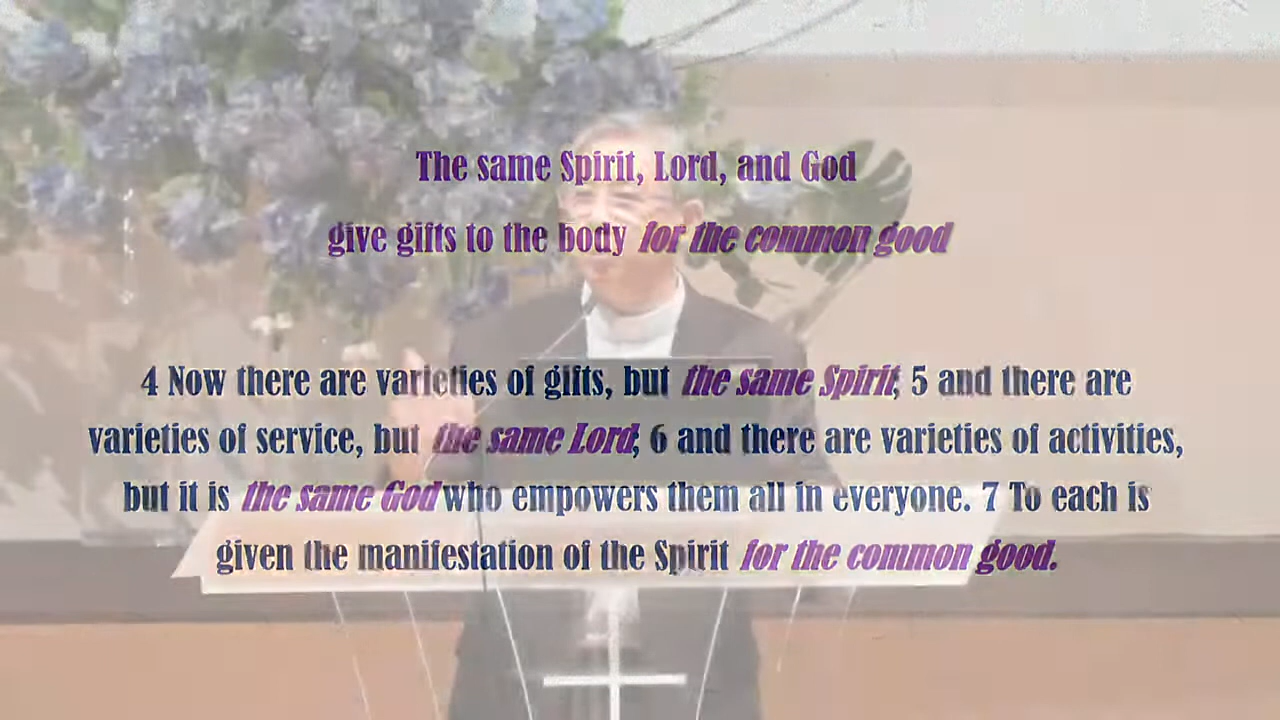 The same Spirit, Lord, and God
give gifts to the body for the common good
4 Now there are varieties of gifts, but the same Spirit; 5 and there are
varieties of service, but the same Lord; 6 and there are varieties of activities,
but it is the same God who empowers them all in everyone. 7 To each is
given the manifestation of the Spirit for the common good.